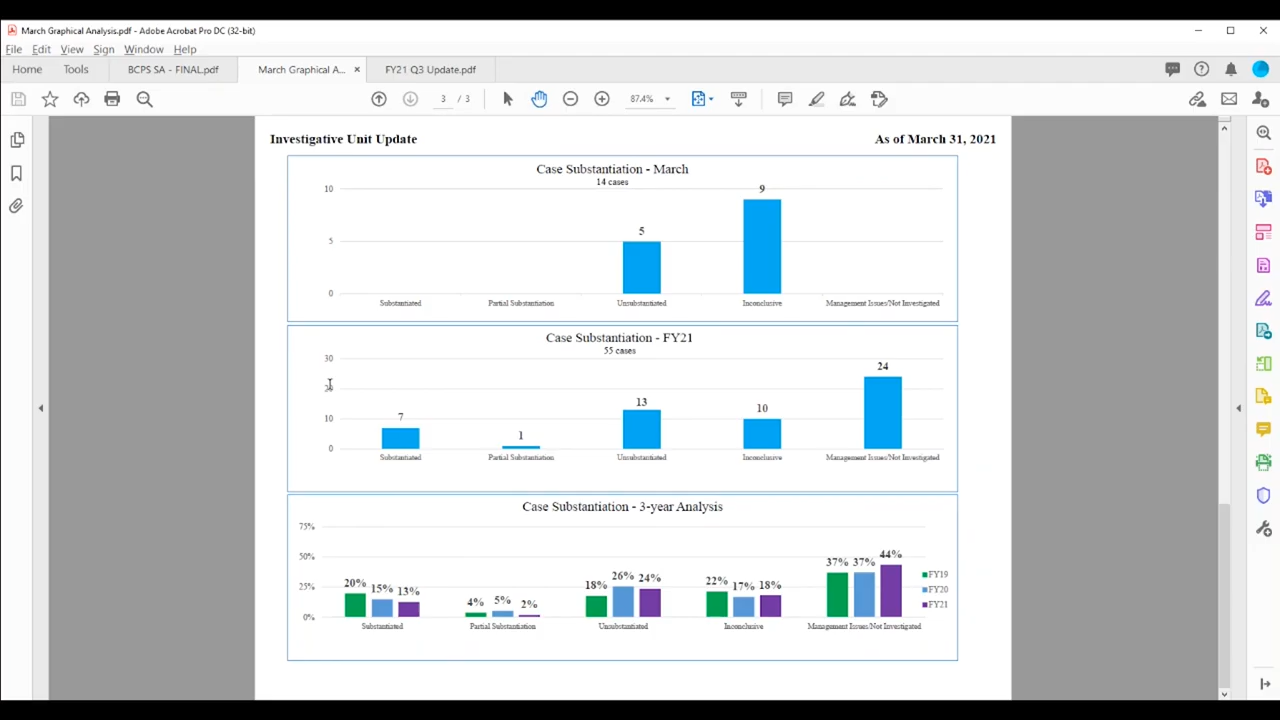 March Graphical Analysis.pdf - Adobe Acrobat Pro DC (32-bit)
File Edit View Sign Window Help
Home Tools BCPS SA - FINAL.pdf March Graphical A... × FY21 Q3 Update.pdf
3 / 3 87.4%
Investigative Unit Update As of March 31, 2021
Case Substantiation - March
14 cases
10 9
5 5
0
Substantiated Partial Substantiation Unsubstantiated Inconclusive Management Issues/Not Investigated
Case Substantiation - FY21
55 cases
30 24
20
10 7 1 13 10
0
Substantiated Partial Substantiation Unsubstantiated Inconclusive Management Issues/Not Investigated
Case Substantiation - 3-year Analysis
75%
50% 37% 37% 44%
25% 20% 15% 13% 4% 5% 2% 18% 26% 24% 22% 17% 18%
FY19
FY20
FY21
0%
Substantiated Partial Substantiation Unsubstantiated Inconclusive Management Issues/Not Investigated